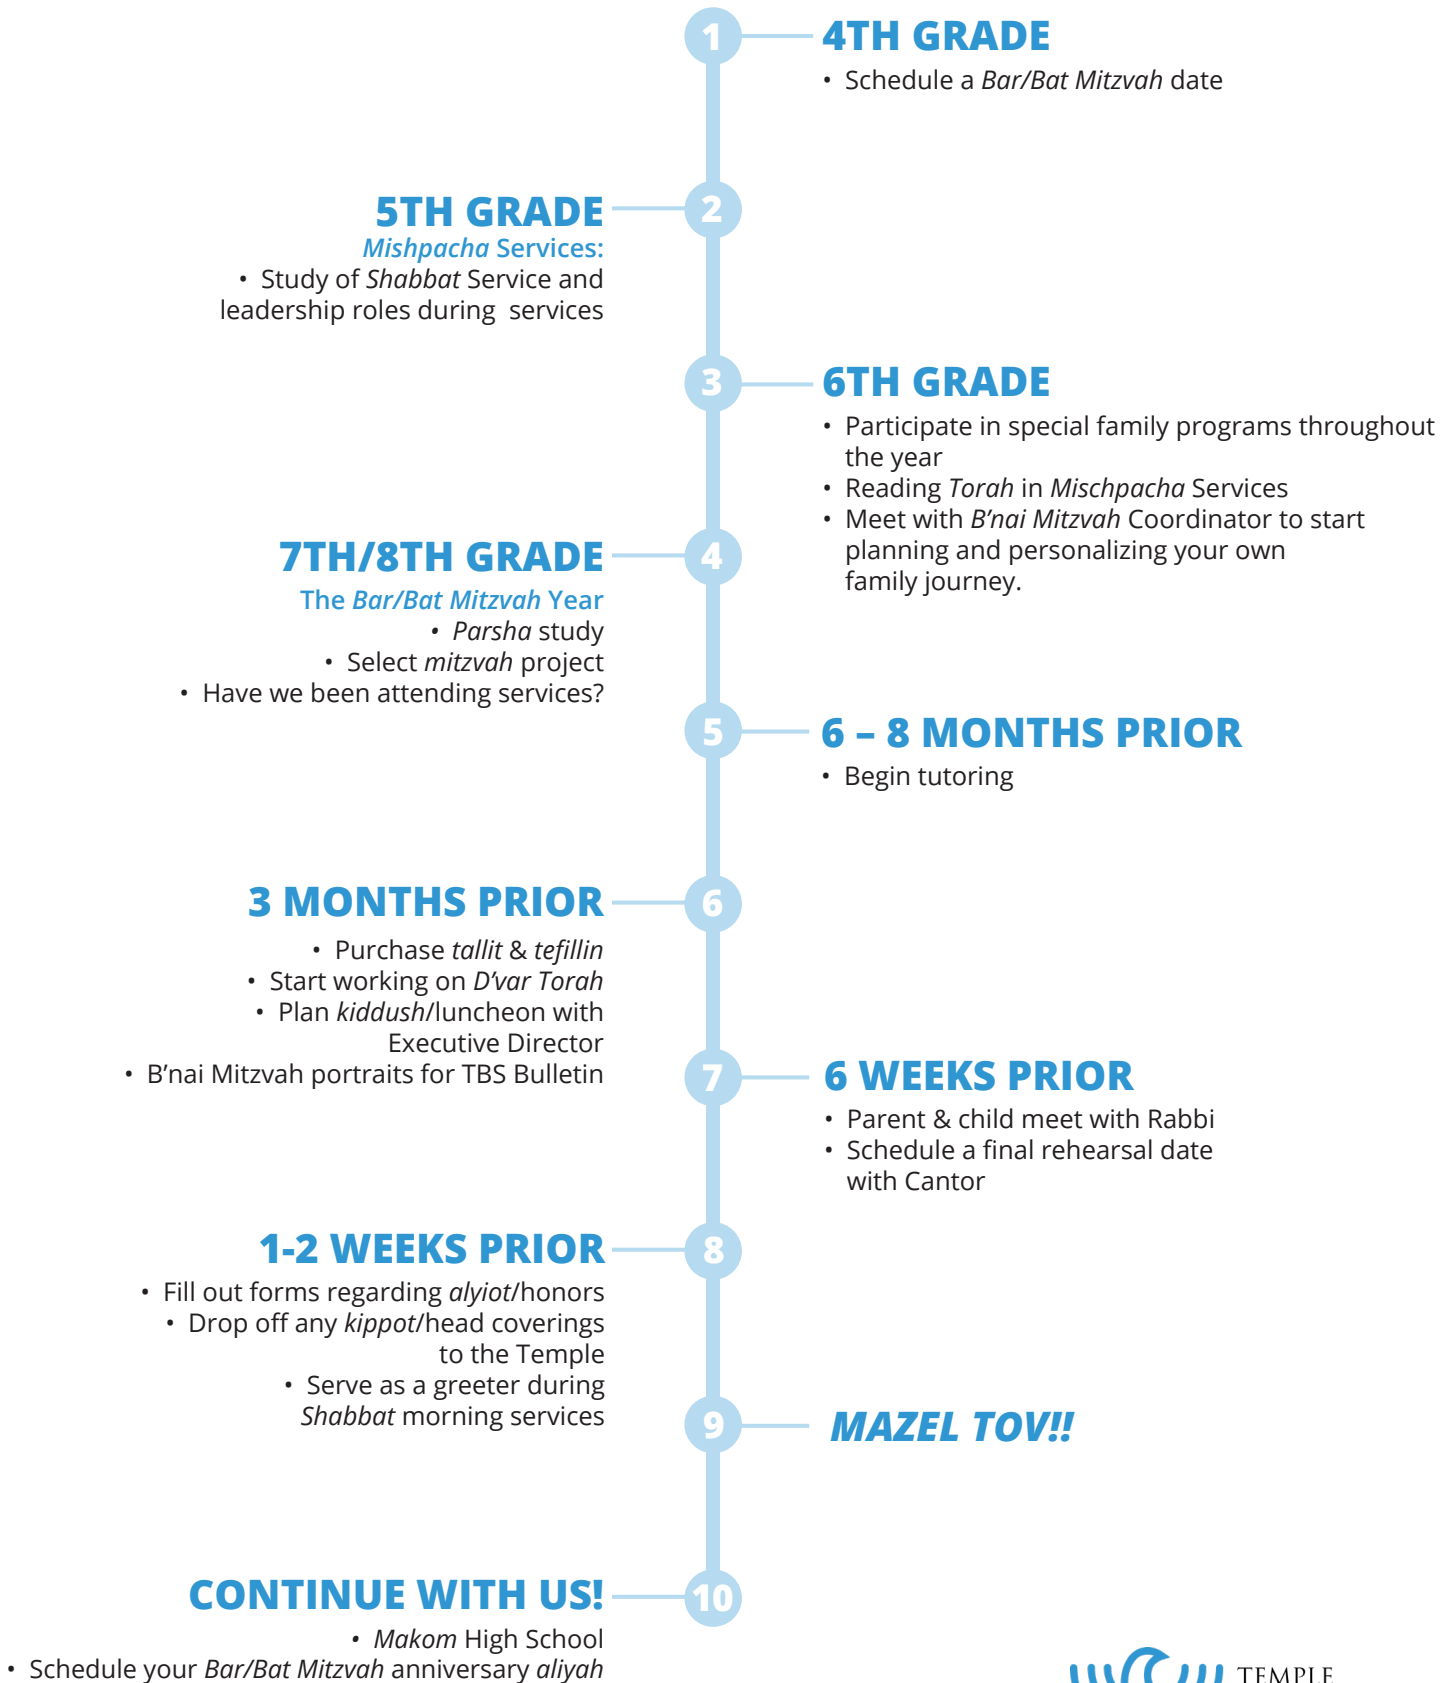 1
4TH GRADE
• Schedule a Bar/Bat Mitzvah date
2
5TH GRADE
Mishpacha Services:
• Study of Shabbat Service and
leadership roles during services
3
6TH GRADE
• Participate in special family programs throughout
the year
• Reading Torah in Mischpacha Services
• Meet with B'nai Mitzvah Coordinator to start
planning and personalizing your own
family journey.
4
7TH/8TH GRADE
The Bar/Bat Mitzvah Year
• Parsha study
• Select mitzvah project
• Have we been attending services?
5
6 – 8 MONTHS PRIOR
• Begin tutoring
6
3 MONTHS PRIOR
• Purchase tallit & tefillin
• Start working on D'var Torah
• Plan kiddush/luncheon with
Executive Director
• B'nai Mitzvah portraits for TBS Bulletin
7
6 WEEKS PRIOR
• Parent & child meet with Rabbi
• Schedule a final rehearsal date
with Cantor
8
1-2 WEEKS PRIOR
• Fill out forms regarding alyiot/honors
• Drop off any kippot/head coverings
to the Temple
• Serve as a greeter during
Shabbat morning services
9
MAZEL TOV!!
10
CONTINUE WITH US!
• Makom High School
• Schedule your Bar/Bat Mitzvah anniversary aliyah
TEMPLE